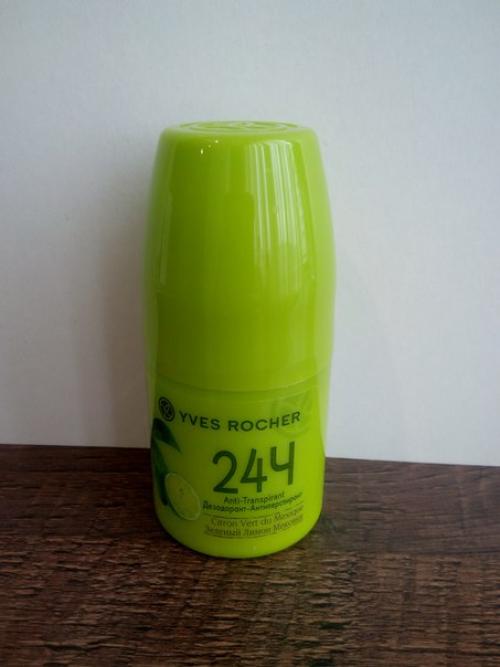 YVES ROCHER
24Ч
Anti-Transpirant
Дезодорант-Антиперспирант
Citron Vert du Mexique
Зеленый Лимон Мексики